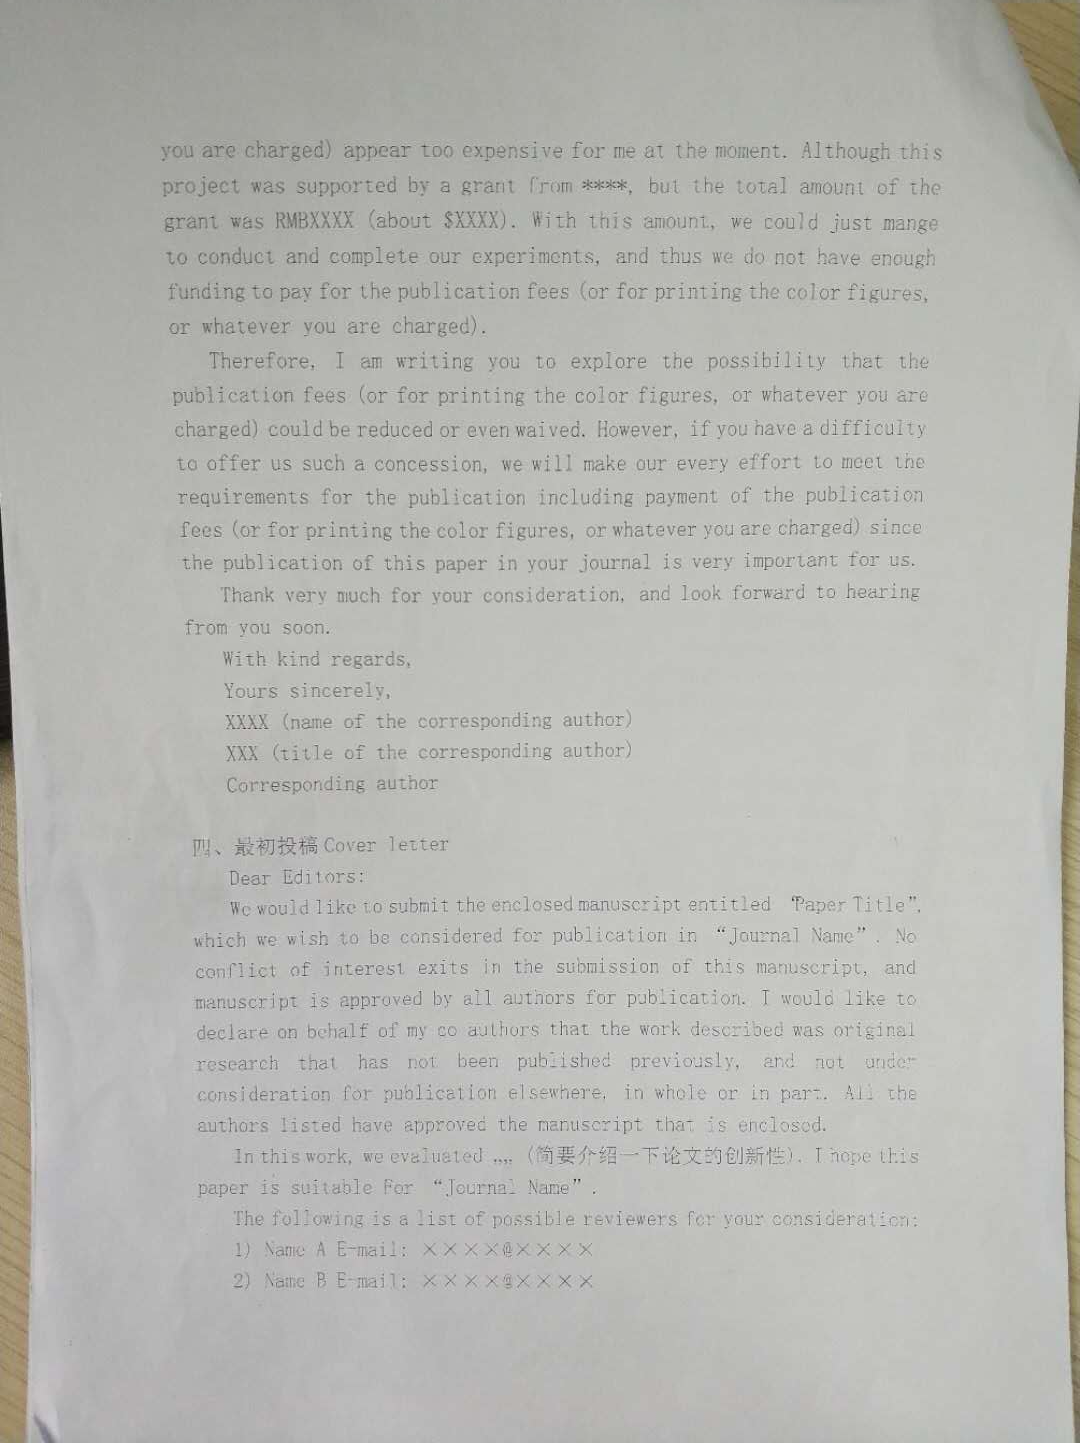 you are charged) appear too expensive for me at the moment. Although this
project was supported by a grant from ****, but the total amount of the
grant was RMBXXXX (about $XXXX). With this amount, we could just mange
to conduct and complete our experiments, and thus we do not have enough
funding to pay for the publication fees (or for printing the color figures,
or whatever you are charged).
Therefore, I am writing you to explore the possibility that the
publication fees (or for printing the color figures, or whatever you are
charged) could be reduced or even waived. However, if you have a difficulty
to offer us such a concession, we will make our every effort to meet the
requirements for the publication including payment of the publication
fees (or for printing the color figures, or whatever you are charged) since
the publication of this paper in your journal is very important for us.
Thank very much for your consideration, and look forward to hearing
from you soon.
With kind regards,
Yours sincerely,
XXXX (name of the corresponding author)
XXX (title of the corresponding author)
Corresponding author
四、最初投稿 Cover letter
Dear Editors:
We would like to submit the enclosed manuscript entitled “Paper Title”,
which we wish to be considered for publication in “Journal Name”. No
conflict of interest exits in the submission of this manuscript, and
manuscript is approved by all authors for publication. I would like to
declare on behalf of my co authors that the work described was original
research that has not been published previously, and not under
consideration for publication elsewhere, in whole or in part. All the
authors listed have approved the manuscript that is enclosed.
In this work, we evaluated „„ (简要介绍一下论文的创新性). I hope this
paper is suitable For “Journal Name”.
The following is a list of possible reviewers for your consideration:
1) Name A E-mail: ××××@××××
2) Name B E-mail: ××××@××××